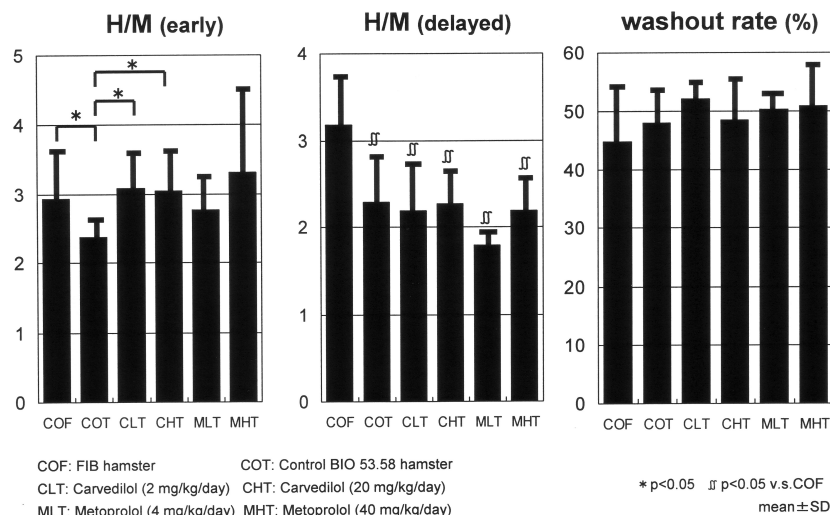 H/M (early) H/M (delayed) washout rate (%)
5 4 60
* * *
4 3 50
∬ ∬ ∬ ∬ ∬
3 40
2 30
2 20
1 1 10
0 0 0
COF COT CLT CHT MLT MHT COF COT CLT CHT MLT MHT COF COT CLT CHT MLT MHT
COF: FIB hamster COT: Control BIO 53.58 hamster
CLT: Carvedilol (2 mg/kg/day) CHT: Carvedilol (20 mg/kg/day)
MLT: Metoprolol (4 mg/kg/day) MHT: Metoprolol (40 mg/kg/day)
* p<0.05 ∬ p<0.05 v.s.COF
mean±SD